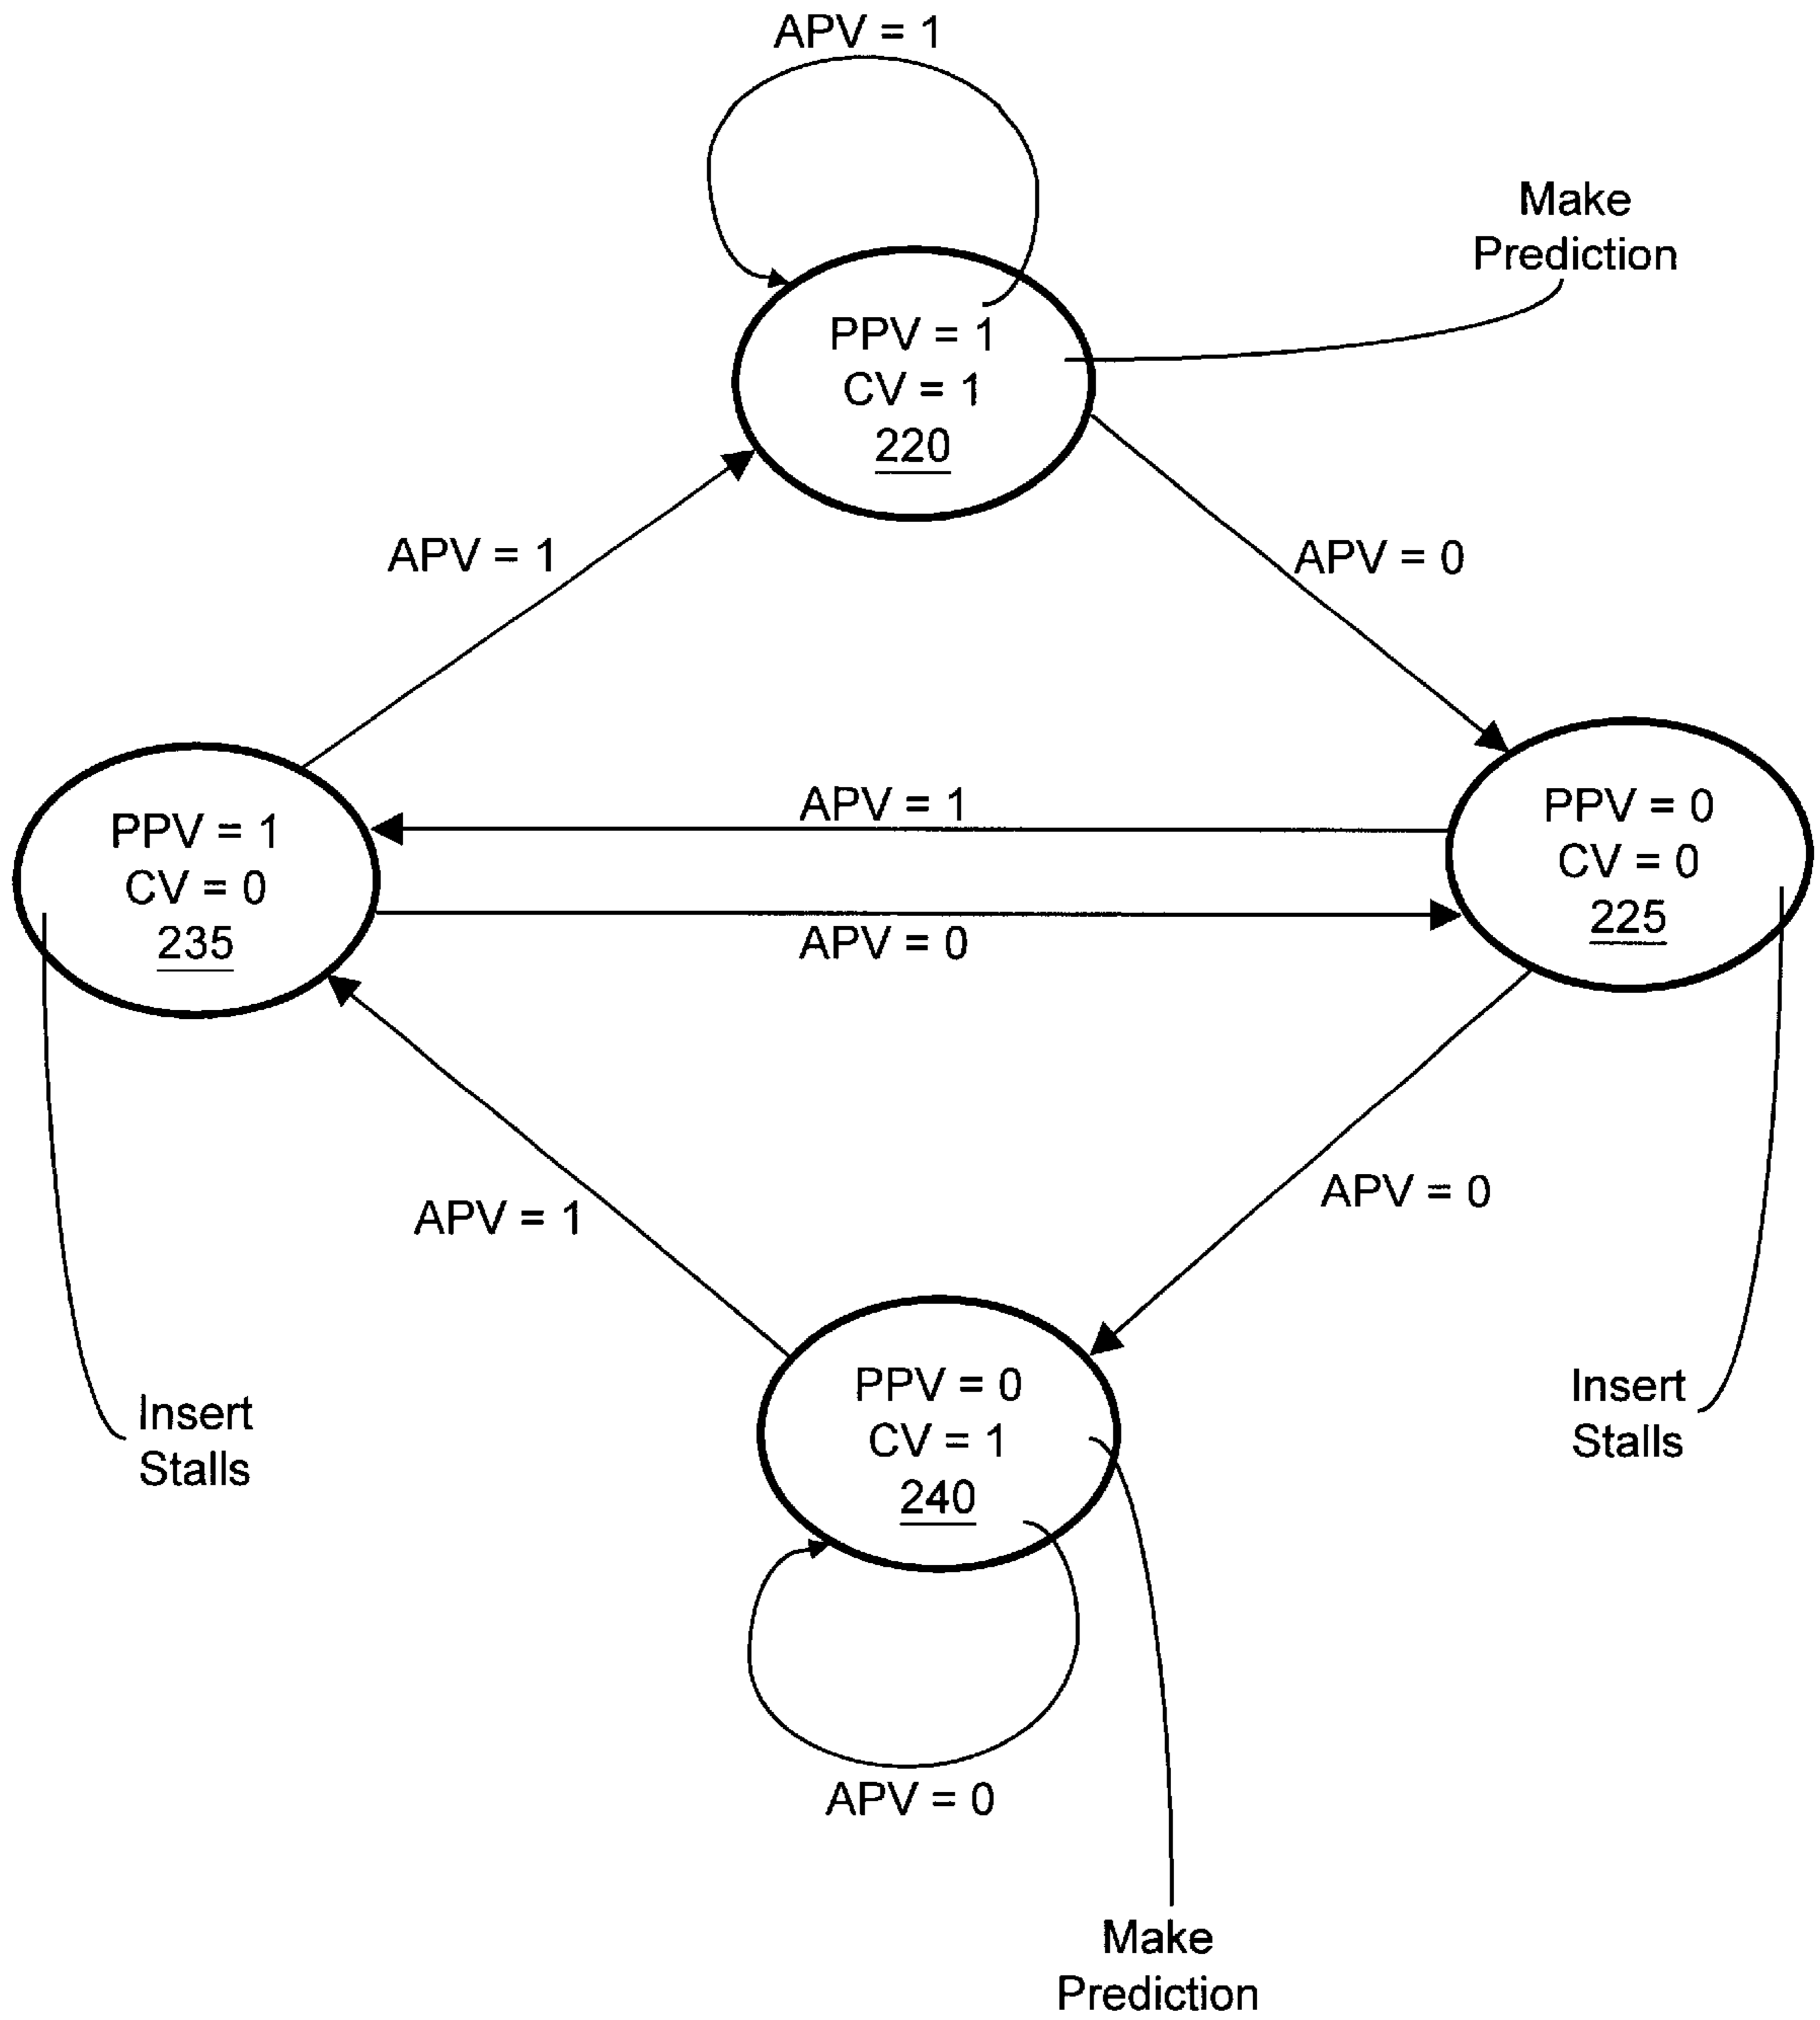 APV = 1
Make
Prediction
PPV = 1
CV = 1
220
APV = 1
APV = 0
PPV = 1
CV = 0
235
APV = 1
APV = 0
PPV = 0
CV = 0
225
APV = 1
APV = 0
Insert
Stalls
PPV = 0
CV = 1
240
Insert
Stalls
APV = 0
Make
Prediction